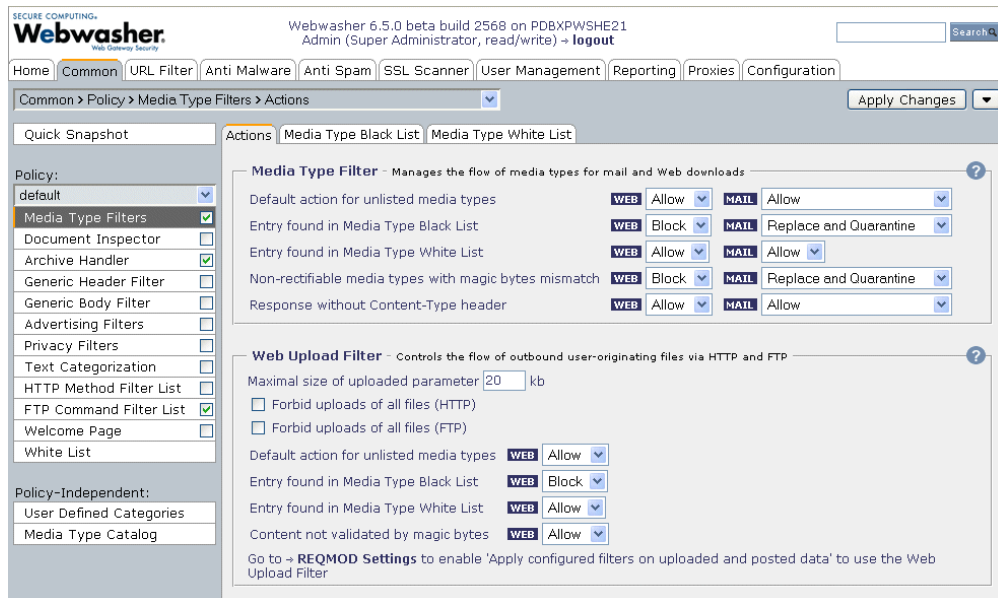 SECURE COMPUTING.
Webwasher.
Web Gateway Security
Webwasher 6.5.0 beta build 2568 on PDBXPWSHE21
Admin (Super Administrator, read/write) → logout
Search
Home Common URL Filter Anti Malware Anti Spam SSL Scanner User Management Reporting Proxies Configuration
Common > Policy > Media Type Filters > Actions
Apply Changes
Quick Snapshot
Policy:
default
Media Type Filters
Document Inspector
Archive Handler
Generic Header Filter
Generic Body Filter
Advertising Filters
Privacy Filters
Text Categorization
HTTP Method Filter List
FTP Command Filter List
Welcome Page
White List
Policy-Independent:
User Defined Categories
Media Type Catalog
Actions Media Type Black List Media Type White List
Media Type Filter - Manages the flow of media types for mail and Web downloads ?
Default action for unlisted media types WEB Allow MAIL Allow
Entry found in Media Type Black List WEB Block MAIL Replace and Quarantine
Entry found in Media Type White List WEB Allow MAIL Allow
Non-rectifiable media types with magic bytes mismatch WEB Block MAIL Replace and Quarantine
Response without Content-Type header WEB Allow MAIL Allow
Web Upload Filter - Controls the flow of outbound user-originating files via HTTP and FTP ?
Maximal size of uploaded parameter 20 kb
Forbid uploads of all files (HTTP)
Forbid uploads of all files (FTP)
Default action for unlisted media types WEB Allow
Entry found in Media Type Black List WEB Block
Entry found in Media Type White List WEB Allow
Content not validated by magic bytes WEB Allow
Go to → REQMOD Settings to enable 'Apply configured filters on uploaded and posted data' to use the Web
Upload Filter